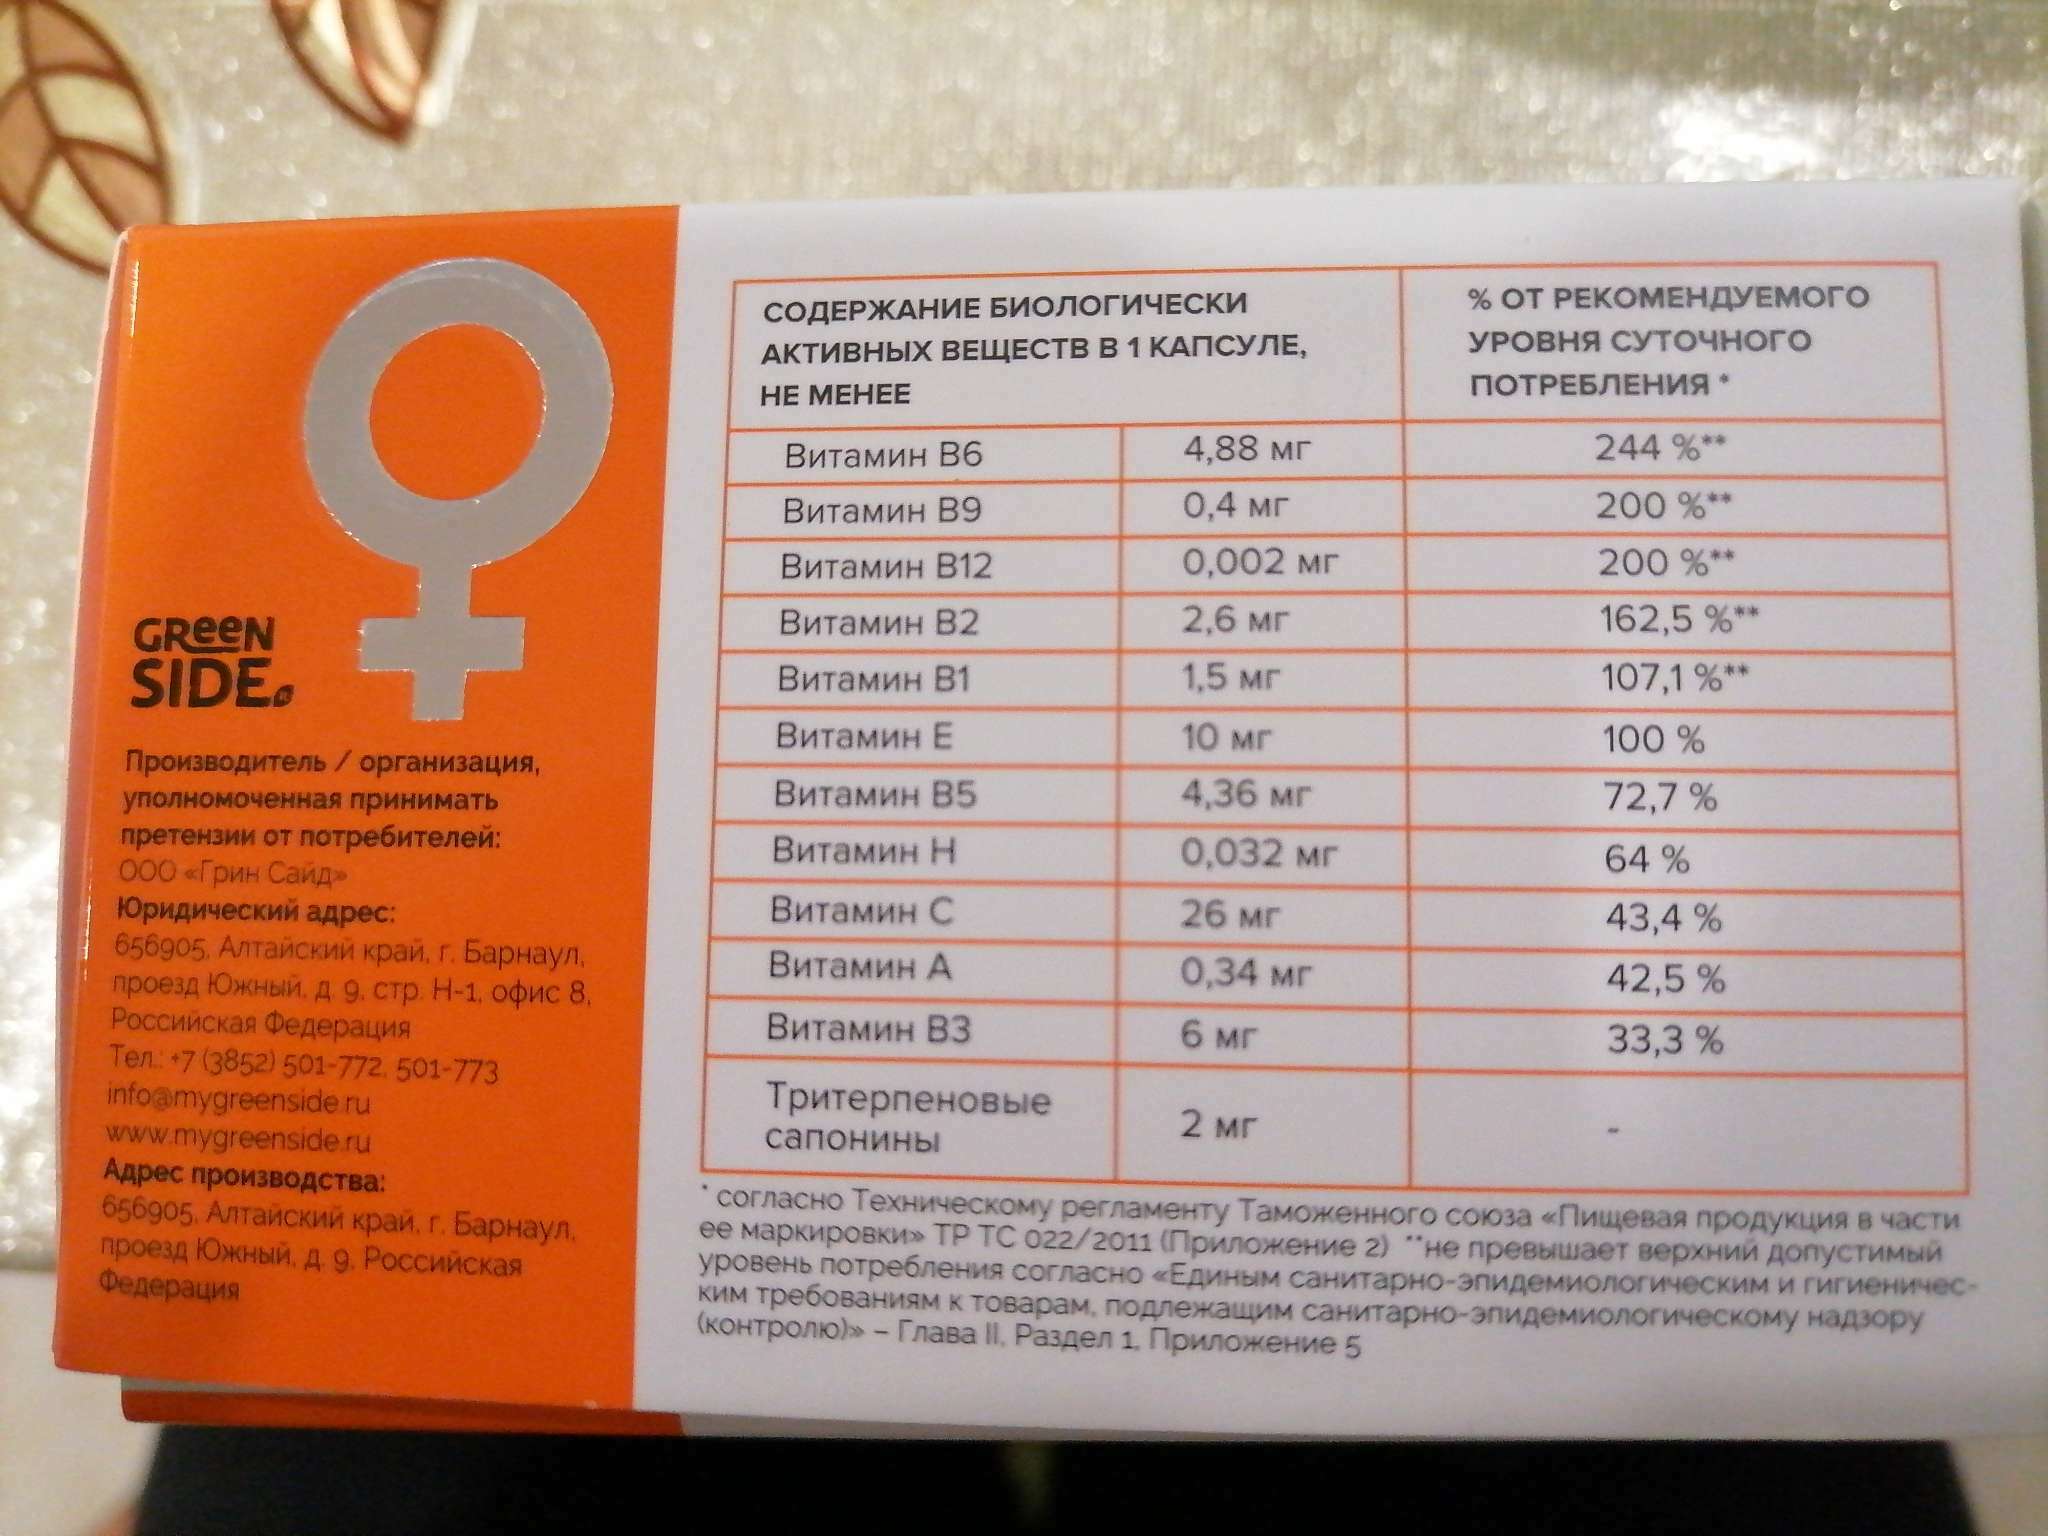 GREEN
SIDE
Производитель / организация,
уполномоченная принимать
претензии от потребителей:
ООО «Грин Сайд»
Юридический адрес:
656905, Алтайский край, г. Барнаул,
проезд Южный, д. 9, стр. Н-1, офис 8,
Российская Федерация
Тел.: +7 (3852) 501-772, 501-773
info@mygreenside.ru
www.mygreenside.ru
Адрес производства:
656905, Алтайский край, г. Барнаул,
проезд Южный, д. 9, Российская
Федерация
СОДЕРЖАНИЕ БИОЛОГИЧЕСКИ
АКТИВНЫХ ВЕЩЕСТВ В 1 КАПСУЛЕ,
НЕ МЕНЕЕ
% ОТ РЕКОМЕНДУЕМОГО
УРОВНЯ СУТОЧНОГО
ПОТРЕБЛЕНИЯ *
Витамин B6 4,88 мг 244 %**
Витамин B9 0,4 мг 200 %**
Витамин B12 0,002 мг 200 %**
Витамин B2 2,6 мг 162,5 %**
Витамин B1 1,5 мг 107,1 %**
Витамин E 10 мг 100 %
Витамин B5 4,36 мг 72,7 %
Витамин H 0,032 мг 64 %
Витамин C 26 мг 43,4 %
Витамин A 0,34 мг 42,5 %
Витамин B3 6 мг 33,3 %
Тритерпеновые
сапонины 2 мг -
* согласно Техническому регламенту Таможенного союза «Пищевая продукция в части
ее маркировки» ТР ТС 022/2011 (Приложение 2) **не превышает верхний допустимый
уровень потребления согласно «Единым санитарно-эпидемиологическим и гигиеничес-
ким требованиям к товарам, подлежащим санитарно-эпидемиологическому надзору
(контролю)» – Глава II, Раздел 1, Приложение 5